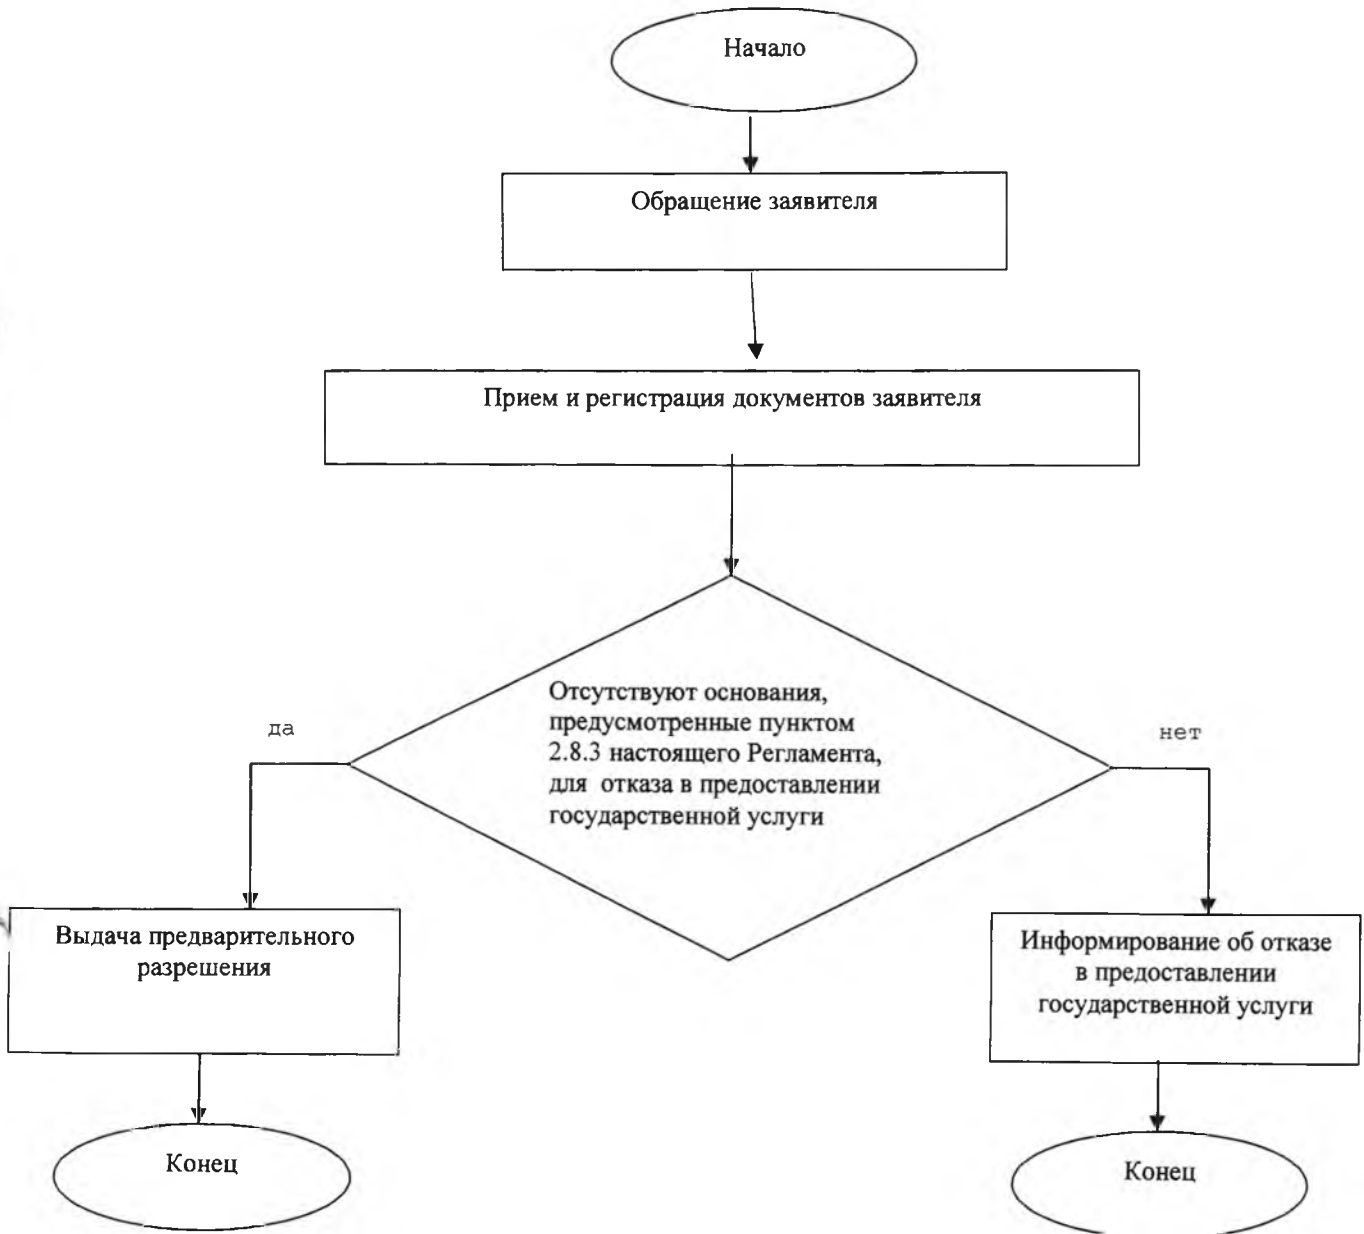 Начало
Обращение заявителя
Прием и регистрация документов заявителя
Отсутствуют основания,
предусмотренные пунктом
2.8.3 настоящего Регламента,
для отказа в предоставлении
государственной услуги
да
нет
Выдача предварительного
разрешения
Информирование об отказе
в предоставлении
государственной услуги
Конец
Конец